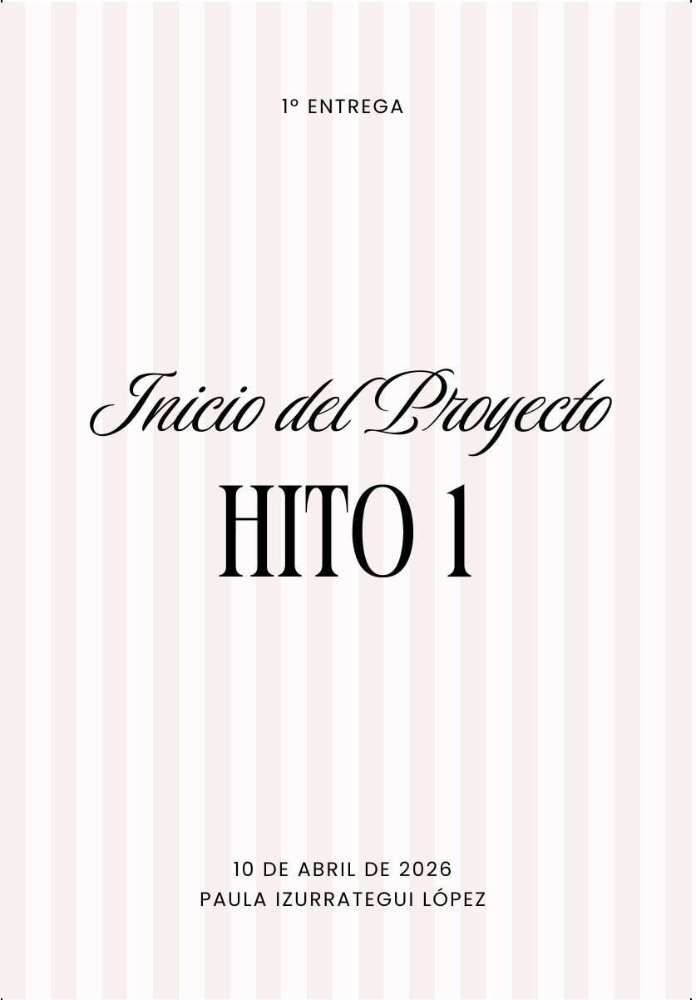 1º ENTREGA
Inicio del Proyecto
HITO 1
10 DE ABRIL DE 2026
PAULA IZURRATEGUI LÓPEZ